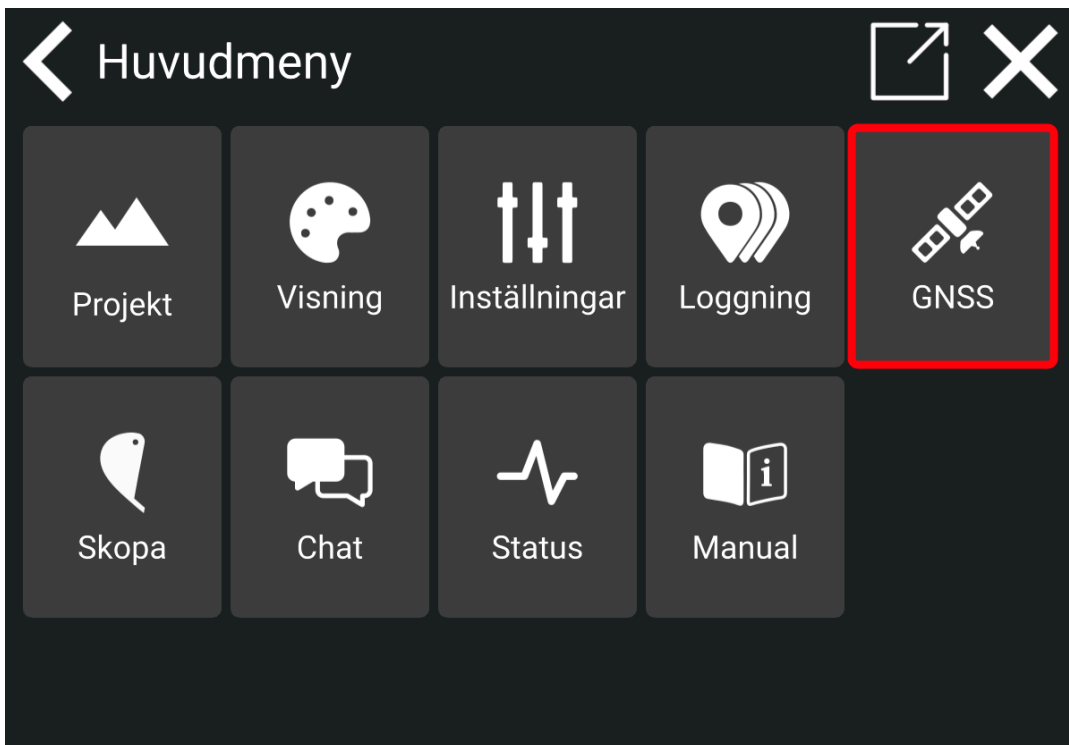 Huvudmeny
Projekt
Visning
Inställningar
Loggning
GNSS
Skopa
Chat
Status
i
Manual